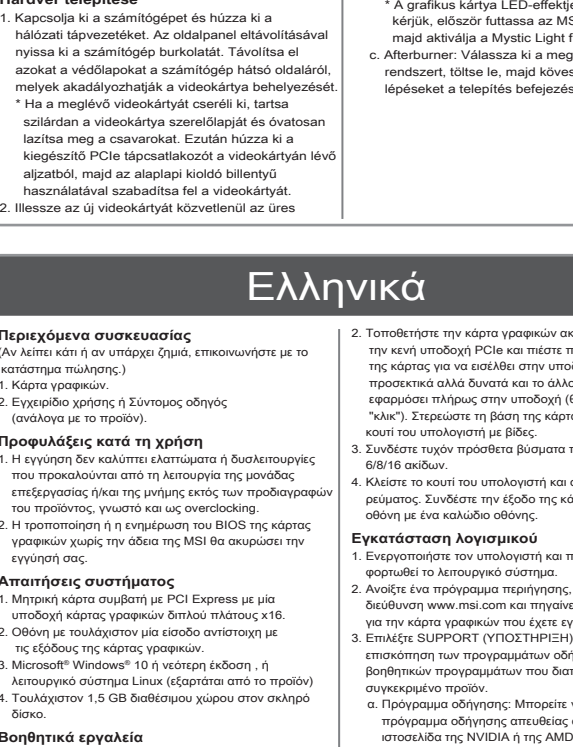 Hardver telepítése
1. Kapcsolja ki a számítógépet és húzza ki a
hálózati tápvezetéket. Az oldalpanel eltávolításával
nyissa ki a számítógép burkolatát. Távolítsa el
azokat a védőlapokat a számítógép hátsó oldaláról,
melyek akadályozhatják a videokártya behelyezését.
* Ha a meglévő videokártyát cseréli ki, tartsa
szilárdan a videokártya szerelőlapját és óvatosan
lazítsa meg a csavarokat. Ezután húzza ki a
kiegészítő PCIe tápcsatlakozót a videokártyán lévő
aljzatból, majd az alaplapi kioldó billentyű
használatával szabadítsa fel a videokártyát.
2. Illessze az új videokártyát közvetlenül az üres
* A grafikus kártya LED-effektje
kérjük, először futtassa az MS
majd aktiválja a Mystic Light f
c. Afterburner: Válassza ki a meg
rendszert, töltse le, majd köves
lépéseket a telepítés befejezés
Ελληνικά
Περιεχόμενα συσκευασίας
(Αν λείπει κάτι ή αν υπάρχει ζημιά, επικοινωνήστε με το
κατάστημα πώλησης.)
1. Κάρτα γραφικών.
2. Εγχειρίδιο χρήσης ή Σύντομος οδηγός
(ανάλογα με το προϊόν).
Προφυλάξεις κατά τη χρήση
1. Η εγγύηση δεν καλύπτει ελαττώματα ή δυσλειτουργίες
που προκαλούνται από τη λειτουργία της μονάδας
επεξεργασίας ή/και της μνήμης εκτός των προδιαγραφών
του προϊόντος, γνωστό και ως overclocking.
2. Η τροποποίηση ή η ενημέρωση του BIOS της κάρτας
γραφικών χωρίς την άδεια της MSI θα ακυρώσει την
εγγύησή σας.
Απαιτήσεις συστήματος
1. Μητρική κάρτα συμβατή με PCI Express με μία
υποδοχή κάρτας γραφικών διπλού πλάτους x16.
2. Οθόνη με τουλάχιστον μία είσοδο αντίστοιχη με
τις εξόδους της κάρτας γραφικών.
3. Microsoft® Windows® 10 ή νεότερη έκδοση , ή
λειτουργικό σύστημα Linux (εξαρτάται από το προϊόν)
4. Τουλάχιστον 1,5 GB διαθέσιμου χώρου στον σκληρό
δίσκο.
Βοηθητικά εργαλεία
2. Τοποθετήστε την κάρτα γραφικών ακ
την κενή υποδοχή PCIe και πιέστε π
της κάρτας για να εισέλθει στην υποδ
προσεκτικά αλλά δυνατά και το άλλο
εφαρμόσει πλήρως στην υποδοχή (θ
"κλικ"). Στερεώστε τη βάση της κάρτα
κουτί του υπολογιστή με βίδες.
3. Συνδέστε τυχόν πρόσθετα βύσματα τ
6/8/16 ακίδων.
4. Κλείστε το κουτί του υπολογιστή και σ
ρεύματος. Συνδέστε την έξοδο της κά
οθόνη με ένα καλώδιο οθόνης.
Εγκατάσταση λογισμικού
1. Ενεργοποιήστε τον υπολογιστή και π
φορτωθεί το λειτουργικό σύστημα.
2. Ανοίξτε ένα πρόγραμμα περιήγησης,
διεύθυνση www.msi.com και πηγαίνε
για την κάρτα γραφικών που έχετε εγ
3. Επιλέξτε SUPPORT (ΥΠΟΣΤΗΡΙΞΗ)
επισκόπηση των προγραμμάτων οδή
βοηθητικών προγραμμάτων που διατ
συγκεκριμένο προϊόν.
α. Πρόγραμμα οδήγησης: Μπορείτε ν
πρόγραμμα οδήγησης απευθείας α
ιστοσελίδα της NVIDIA ή της AMD